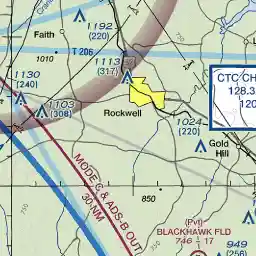 1192
(220)
Faith
T 206
1113
(317)
1130
(240)
CTC CH
128.3
120
1103
(308)
Rockwell
1024
(220)
Gold
Hill
MODE C & ADS-B OUT
30 NM
850
(Pvt)
BLACKHAWK FLD
746 - 17
949
(256)